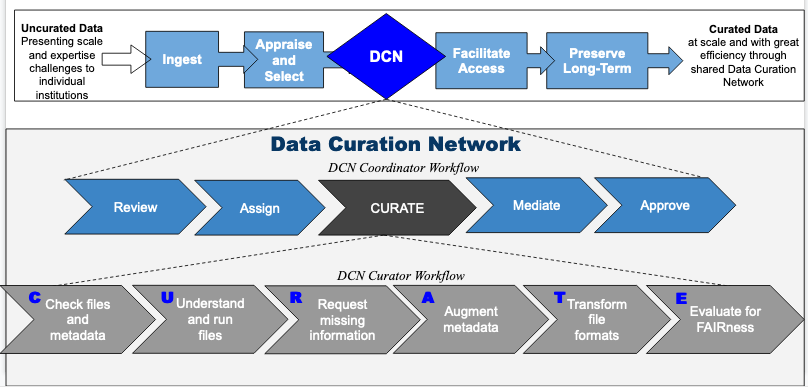 Uncurated Data
Presenting scale
and expertise
challenges to
individual
institutions
Ingest
Appraise
and
Select
DCN
Facilitate
Access
Preserve
Long-Term
Curated Data
at scale and with great
efficiency through
shared Data Curation
Network
Data Curation Network
DCN Coordinator Workflow
Review
Assign
CURATE
Mediate
Approve
DCN Curator Workflow
C Check files
and
metadata
U Understand
and run
files
R Request
missing
information
A Augment
metadata
T Transform
file
formats
E Evaluate for
FAIRness